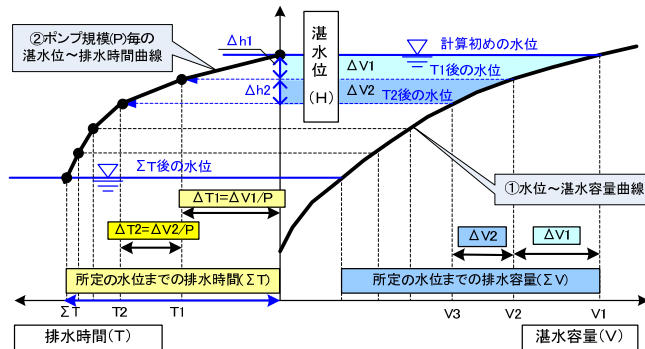 ②ポンプ規模(P)毎の
湛水位～排水時間曲線
Δh1
Δh2
湛水位
(H)
計算初めの水位
ΔV1
T1後の水位
ΔV2
T2後の水位
ΣT後の水位
①水位～湛水容量曲線
ΔT1=ΔV1/P
ΔT2=ΔV2/P
ΔV2
ΔV1
所定の水位までの排水時間(ΣT)
所定の水位までの排水容量(ΣV)
ΣT
T2
T1
V3
V2
V1
排水時間(T)
湛水容量(V)